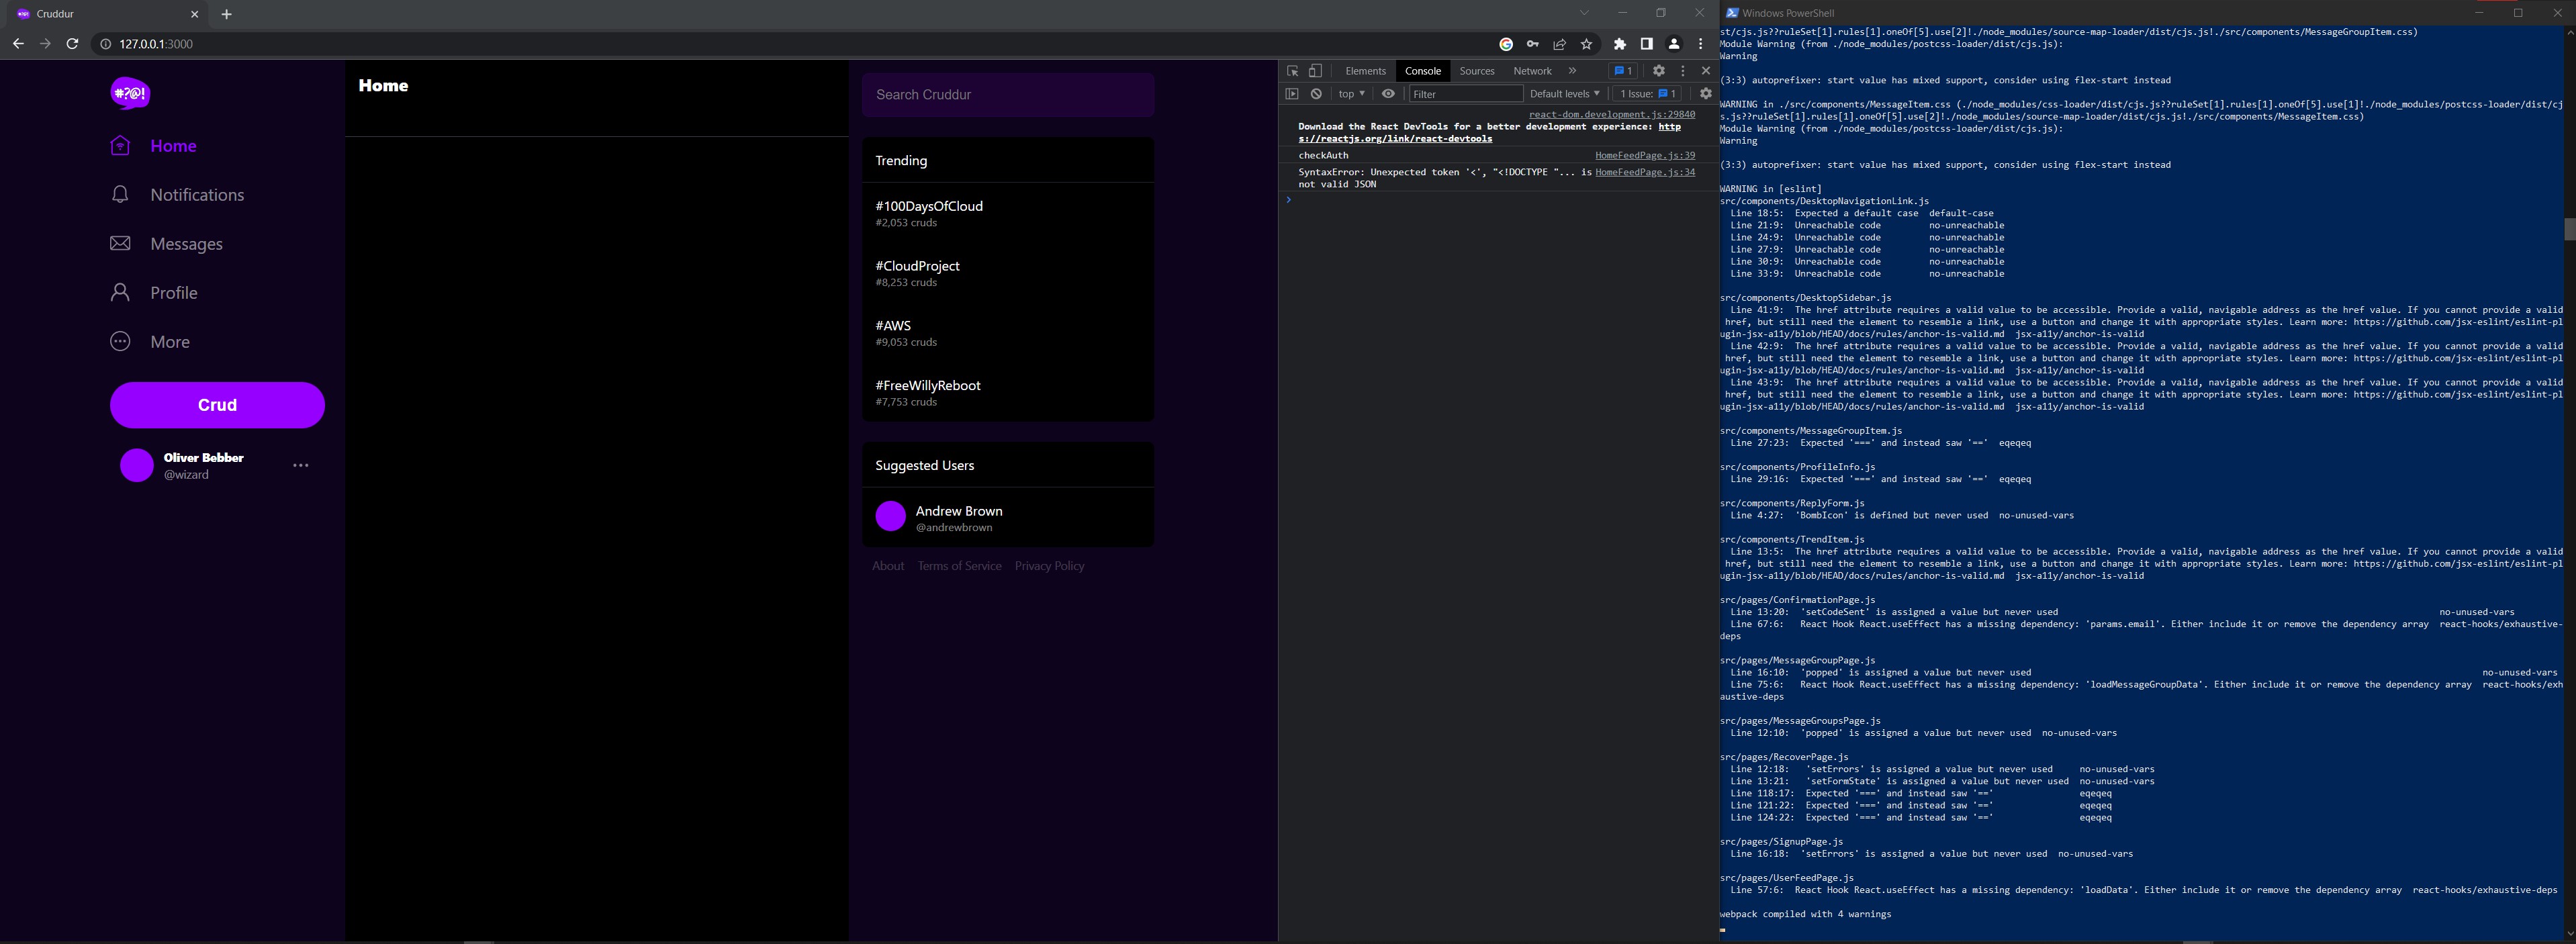 Cruddur
127.0.0.1:3000
#?@!
Home
Notifications
Messages
Profile
More
Crud
Oliver Bebber
@wizard
Home
Search Cruddur
Trending
#100DaysOfCloud
#2,053 cruds
#CloudProject
#8,253 cruds
#AWS
#9,053 cruds
#FreeWillyReboot
#7,753 cruds
Suggested Users
Andrew Brown
@andrewbrown
About Terms of Service Privacy Policy
Elements Console Sources Network » 1
top Filter Default levels 1 Issue: 1
react-dom.development.js:29840
Download the React DevTools for a better development experience: http
s://reactjs.org/link/react-devtools
checkAuth HomeFeedPage.js:39
SyntaxError: Unexpected token '<', "<!DOCTYPE "... is HomeFeedPage.js:34
not valid JSON
Windows PowerShell
st/cjs.js??ruleSet[1].rules[1].oneOf[5].use[2]!./node_modules/source-map-loader/dist/cjs.js!./src/components/MessageGroupItem.css)
Module Warning (from ./node_modules/postcss-loader/dist/cjs.js):
Warning
(3:3) autoprefixer: start value has mixed support, consider using flex-start instead
WARNING in ./src/components/MessageItem.css (./node_modules/css-loader/dist/cjs.js??ruleSet[1].rules[1].oneOf[5].use[1]!./node_modules/postcss-loader/dist/cj
s.js??ruleSet[1].rules[1].oneOf[5].use[2]!./node_modules/source-map-loader/dist/cjs.js!./src/components/MessageItem.css)
Module Warning (from ./node_modules/postcss-loader/dist/cjs.js):
Warning
(3:3) autoprefixer: start value has mixed support, consider using flex-start instead
WARNING in [eslint]
src/components/DesktopNavigationLink.js
Line 18:5: Expected a default case default-case
Line 21:9: Unreachable code no-unreachable
Line 24:9: Unreachable code no-unreachable
Line 27:9: Unreachable code no-unreachable
Line 30:9: Unreachable code no-unreachable
Line 33:9: Unreachable code no-unreachable
src/components/DesktopSidebar.js
Line 41:9: The href attribute requires a valid value to be accessible. Provide a valid, navigable address as the href value. If you cannot provide a valid
href, but still need the element to resemble a link, use a button and change it with appropriate styles. Learn more: https://github.com/jsx-eslint/eslint-pl
ugin-jsx-a11y/blob/HEAD/docs/rules/anchor-is-valid.md jsx-a11y/anchor-is-valid
Line 42:9: The href attribute requires a valid value to be accessible. Provide a valid, navigable address as the href value. If you cannot provide a valid
href, but still need the element to resemble a link, use a button and change it with appropriate styles. Learn more: https://github.com/jsx-eslint/eslint-pl
ugin-jsx-a11y/blob/HEAD/docs/rules/anchor-is-valid.md jsx-a11y/anchor-is-valid
Line 43:9: The href attribute requires a valid value to be accessible. Provide a valid, navigable address as the href value. If you cannot provide a valid
href, but still need the element to resemble a link, use a button and change it with appropriate styles. Learn more: https://github.com/jsx-eslint/eslint-pl
ugin-jsx-a11y/blob/HEAD/docs/rules/anchor-is-valid.md jsx-a11y/anchor-is-valid
src/components/MessageGroupItem.js
Line 27:23: Expected '===' and instead saw '==' eqeqeq
src/components/ProfileInfo.js
Line 29:16: Expected '===' and instead saw '==' eqeqeq
src/components/ReplyForm.js
Line 4:27: 'BombIcon' is defined but never used no-unused-vars
src/components/TrendItem.js
Line 13:5: The href attribute requires a valid value to be accessible. Provide a valid, navigable address as the href value. If you cannot provide a valid
href, but still need the element to resemble a link, use a button and change it with appropriate styles. Learn more: https://github.com/jsx-eslint/eslint-pl
ugin-jsx-a11y/blob/HEAD/docs/rules/anchor-is-valid.md jsx-a11y/anchor-is-valid
src/pages/ConfirmationPage.js
Line 13:20: 'setCodeSent' is assigned a value but never used no-unused-vars
Line 67:6: React Hook React.useEffect has a missing dependency: 'params.email'. Either include it or remove the dependency array react-hooks/exhaustive-
deps
src/pages/MessageGroupPage.js
Line 16:10: 'popped' is assigned a value but never used no-unused-vars
Line 75:6: React Hook React.useEffect has a missing dependency: 'loadMessageGroupData'. Either include it or remove the dependency array react-hooks/exh
austive-deps
src/pages/MessageGroupsPage.js
Line 12:10: 'popped' is assigned a value but never used no-unused-vars
src/pages/RecoverPage.js
Line 12:18: 'setErrors' is assigned a value but never used no-unused-vars
Line 13:21: 'setFormState' is assigned a value but never used no-unused-vars
Line 118:17: Expected '===' and instead saw '==' eqeqeq
Line 121:22: Expected '===' and instead saw '==' eqeqeq
Line 124:22: Expected '===' and instead saw '==' eqeqeq
src/pages/SignupPage.js
Line 16:18: 'setErrors' is assigned a value but never used no-unused-vars
src/pages/UserFeedPage.js
Line 57:6: React Hook React.useEffect has a missing dependency: 'loadData'. Either include it or remove the dependency array react-hooks/exhaustive-deps
webpack compiled with 4 warnings